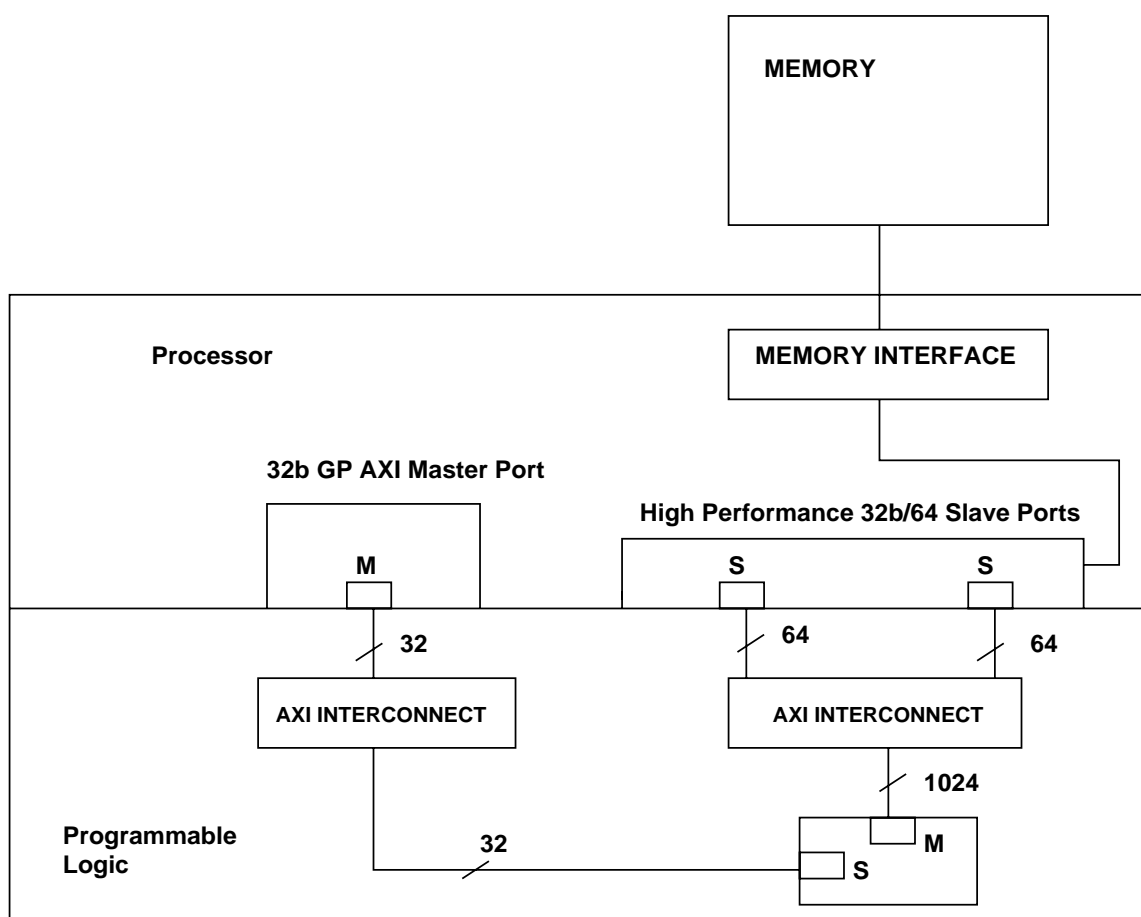 MEMORY
Processor
MEMORY INTERFACE
32b GP AXI Master Port
High Performance 32b/64 Slave Ports
M
S
S
32
64
64
AXI INTERCONNECT
AXI INTERCONNECT
1024
Programmable
Logic
32
M
S